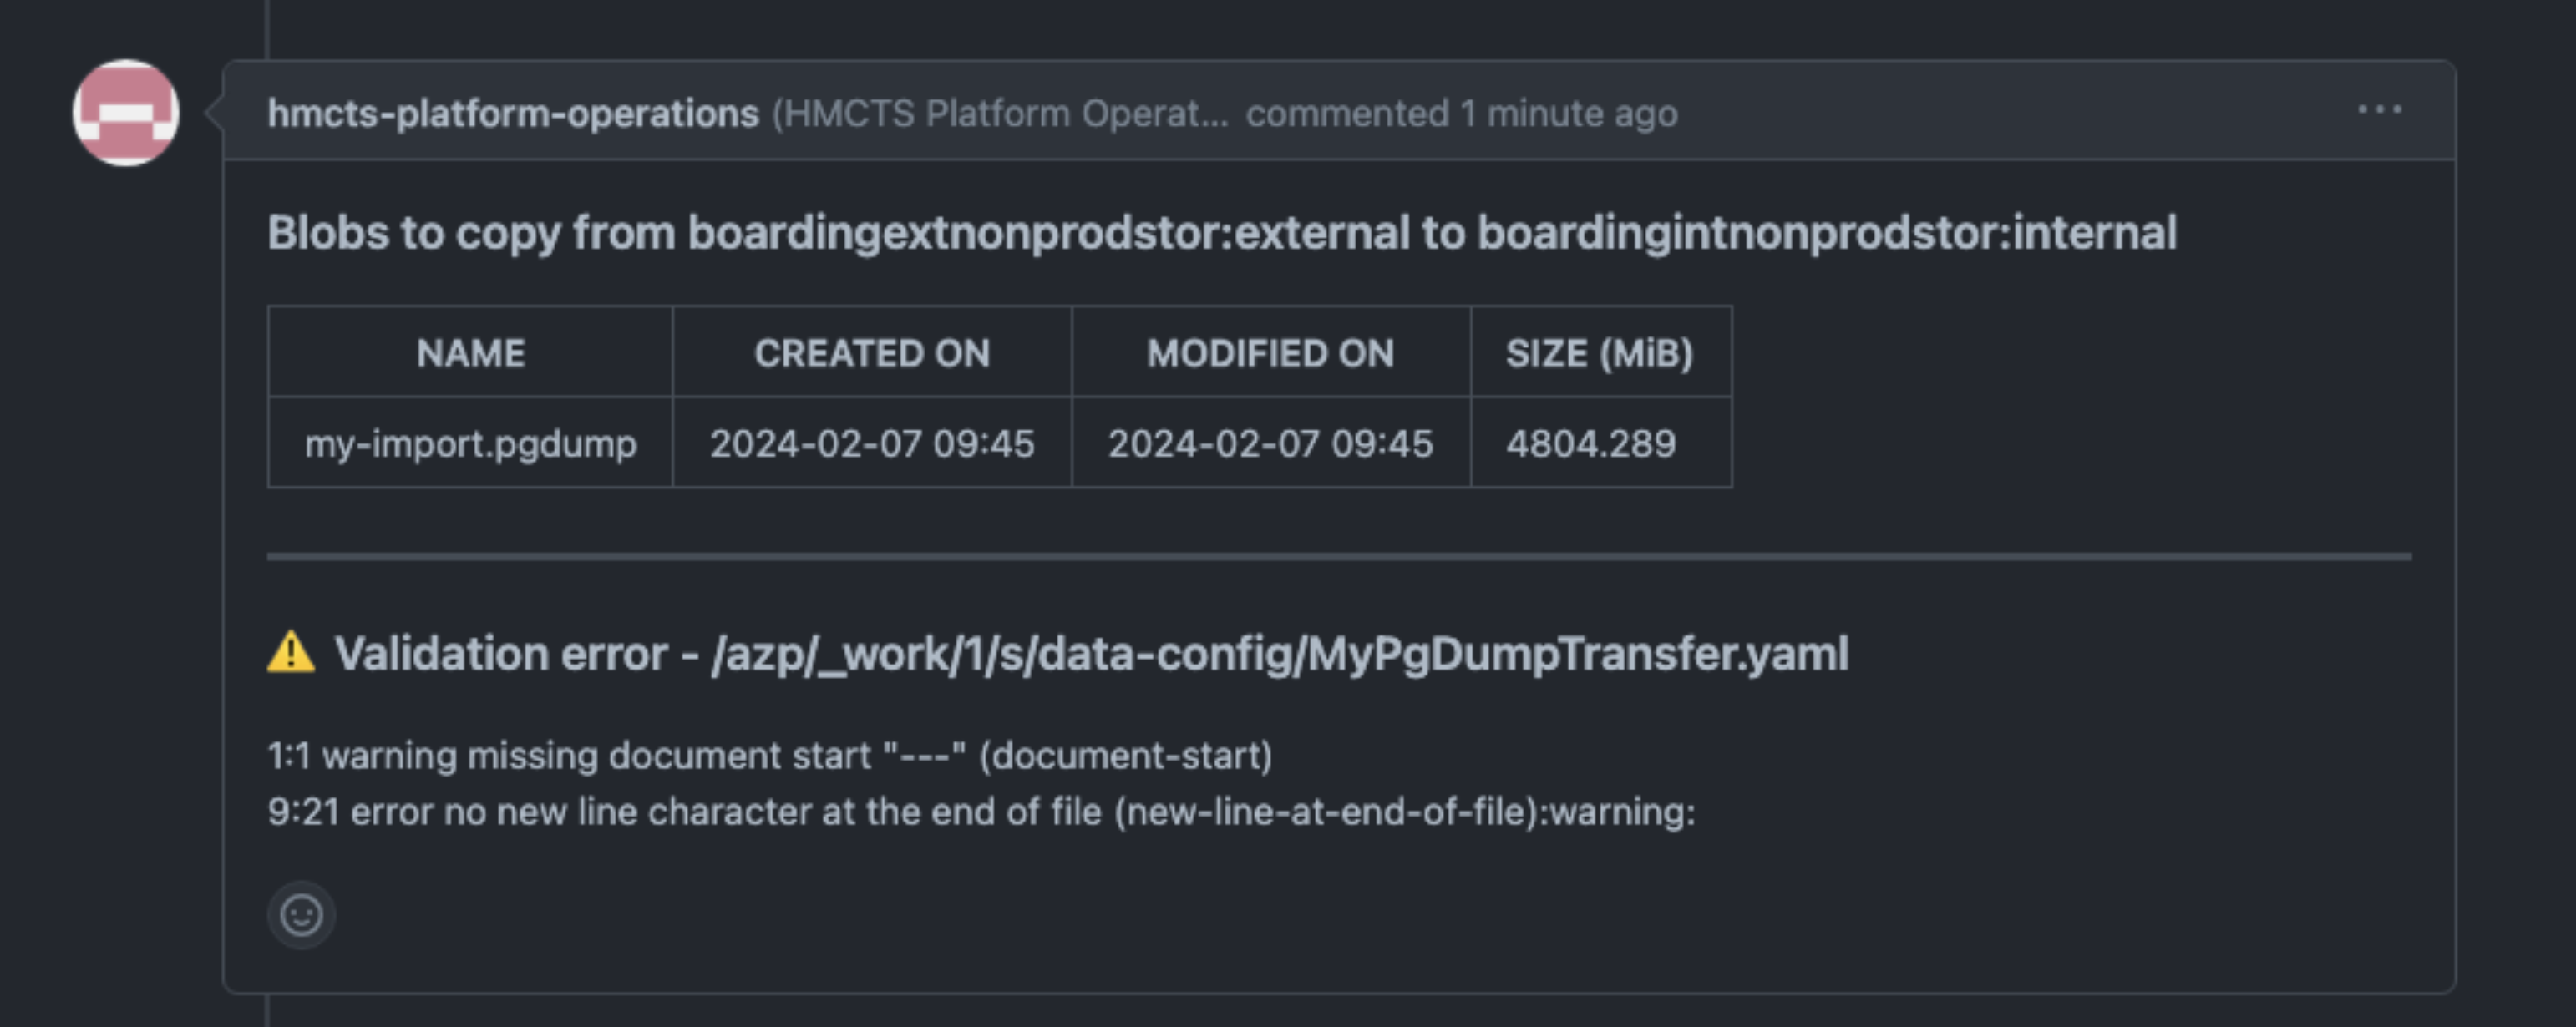 hmcts-platform-operations (HMCTS Platform Operat... commented 1 minute ago
Blobs to copy from boardingextnonprodstor:external to boardingintnonprodstor:internal
NAME CREATED ON MODIFIED ON SIZE (MiB)
my-import.pgdump 2024-02-07 09:45 2024-02-07 09:45 4804.289
Validation error - /azp/_work/1/s/data-config/MyPgDumpTransfer.yaml
1:1 warning missing document start "---" (document-start)
9:21 error no new line character at the end of file (new-line-at-end-of-file):warning: